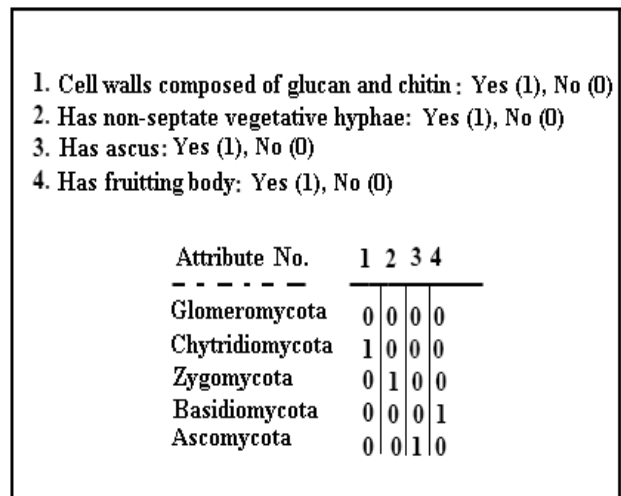 1. Cell walls composed of glucan and chitin : Yes (1), No (0)
2. Has non-septate vegetative hyphae: Yes (1), No (0)
3. Has ascus: Yes (1), No (0)
4. Has fruitting body: Yes (1), No (0)
Attribute No. 1 2 3 4
Glomeromycota 0 0 0 0
Chytridiomycota 1 0 0 0
Zygomycota 0 1 0 0
Basidiomycota 0 0 0 1
Ascomycota 0 0 1 0